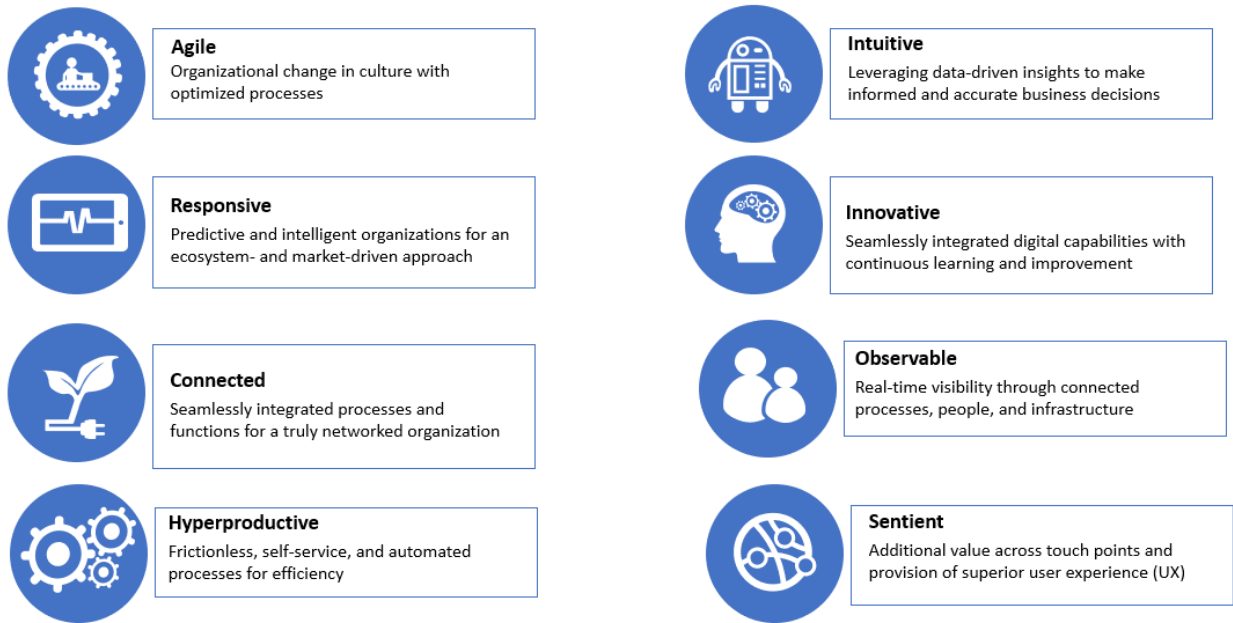 Agile
Organizational change in culture with
optimized processes
Responsive
Predictive and intelligent organizations for an
ecosystem- and market-driven approach
Connected
Seamlessly integrated processes and
functions for a truly networked organization
Hyperproductive
Frictionless, self-service, and automated
processes for efficiency
Intuitive
Leveraging data-driven insights to make
informed and accurate business decisions
Innovative
Seamlessly integrated digital capabilities with
continuous learning and improvement
Observable
Real-time visibility through connected
processes, people, and infrastructure
Sentient
Additional value across touch points and
provision of superior user experience (UX)